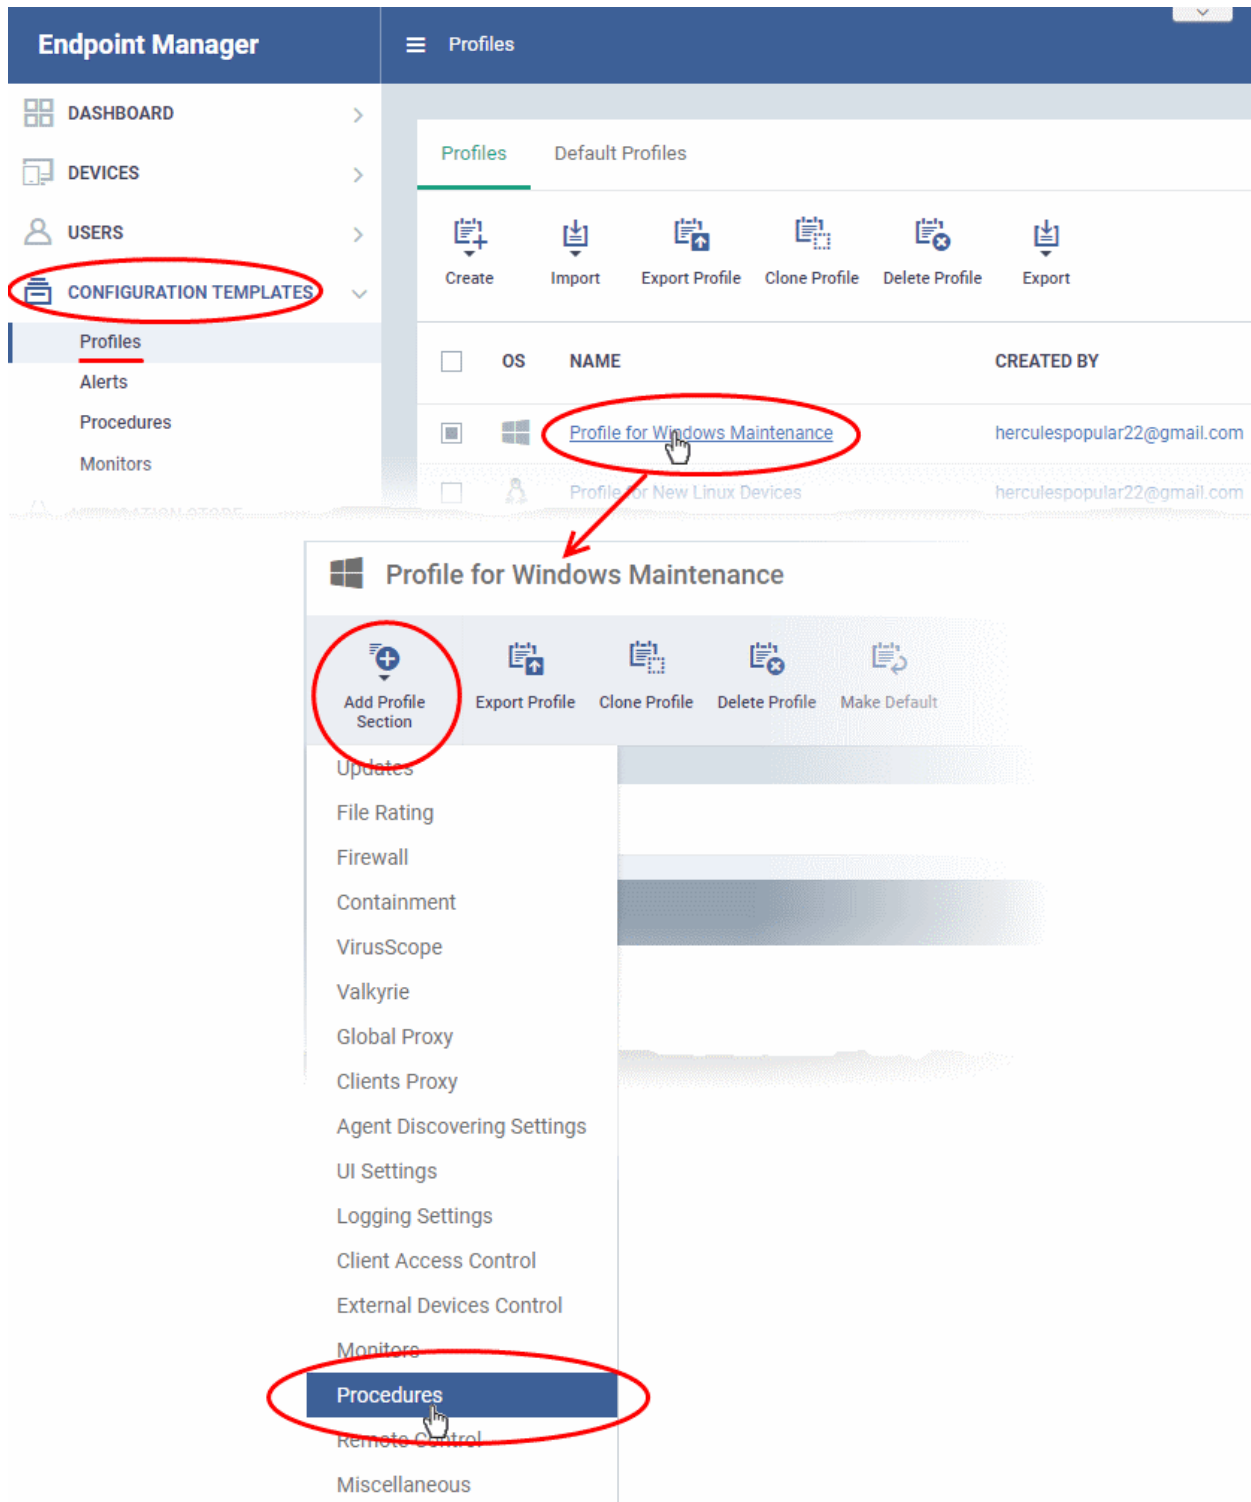 Endpoint Manager
Profiles
DASHBOARD
DEVICES
USERS
CONFIGURATION TEMPLATES
Profiles
Alerts
Procedures
Monitors
Profiles Default Profiles
Create Import Export Profile Clone Profile Delete Profile Export
OS NAME CREATED BY
Profile for Windows Maintenance herculespopular22@gmail.com
Profile for New Linux Devices herculespopular22@gmail.com
Profile for Windows Maintenance
Add Profile Section Export Profile Clone Profile Delete Profile Make Default
Updates
File Rating
Firewall
Containment
VirusScope
Valkyrie
Global Proxy
Clients Proxy
Agent Discovering Settings
UI Settings
Logging Settings
Client Access Control
External Devices Control
Monitors
Procedures
Remote Control
Miscellaneous